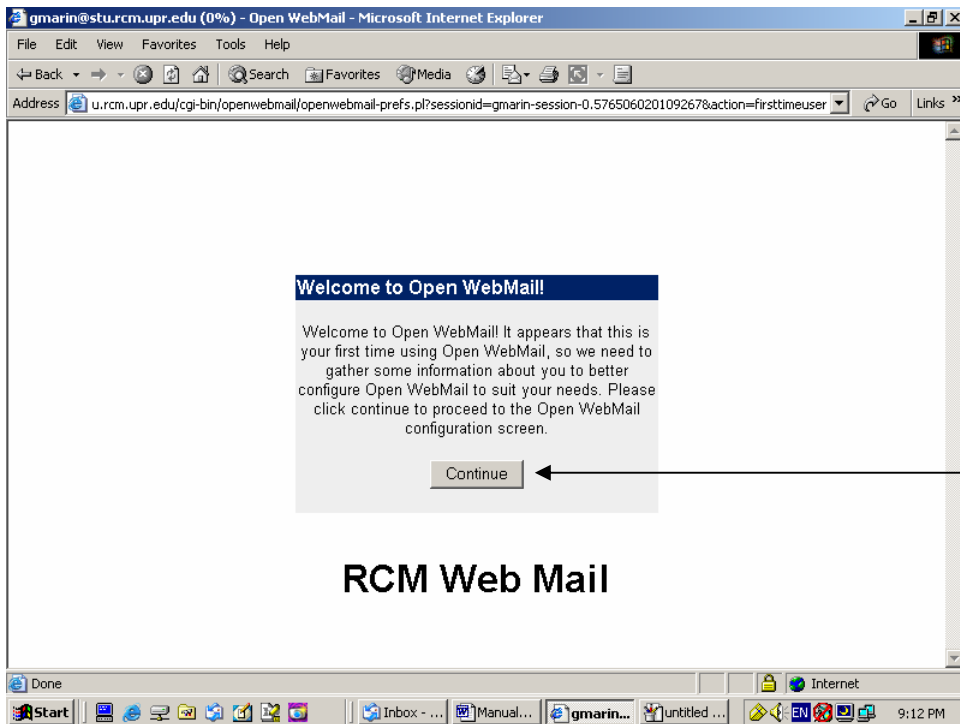 gmarin@stu.rcm.upr.edu (0%) - Open WebMail - Microsoft Internet Explorer
File Edit View Favorites Tools Help
Back Search Favorites Media
Address u.rcm.upr.edu/cgi-bin/openwebmail/openwebmail-prefs.pl?sessionid=gmarin-session-0.576506020109267&action=firsttimeuser Go Links »
Welcome to Open WebMail!
Welcome to Open WebMail! It appears that this is
your first time using Open WebMail, so we need to
gather some information about you to better
configure Open WebMail to suit your needs. Please
click continue to proceed to the Open WebMail
configuration screen.
Continue
RCM Web Mail
Done Internet
Start Inbox - ... Manual... gmarin... untitled ... EN 9:12 PM